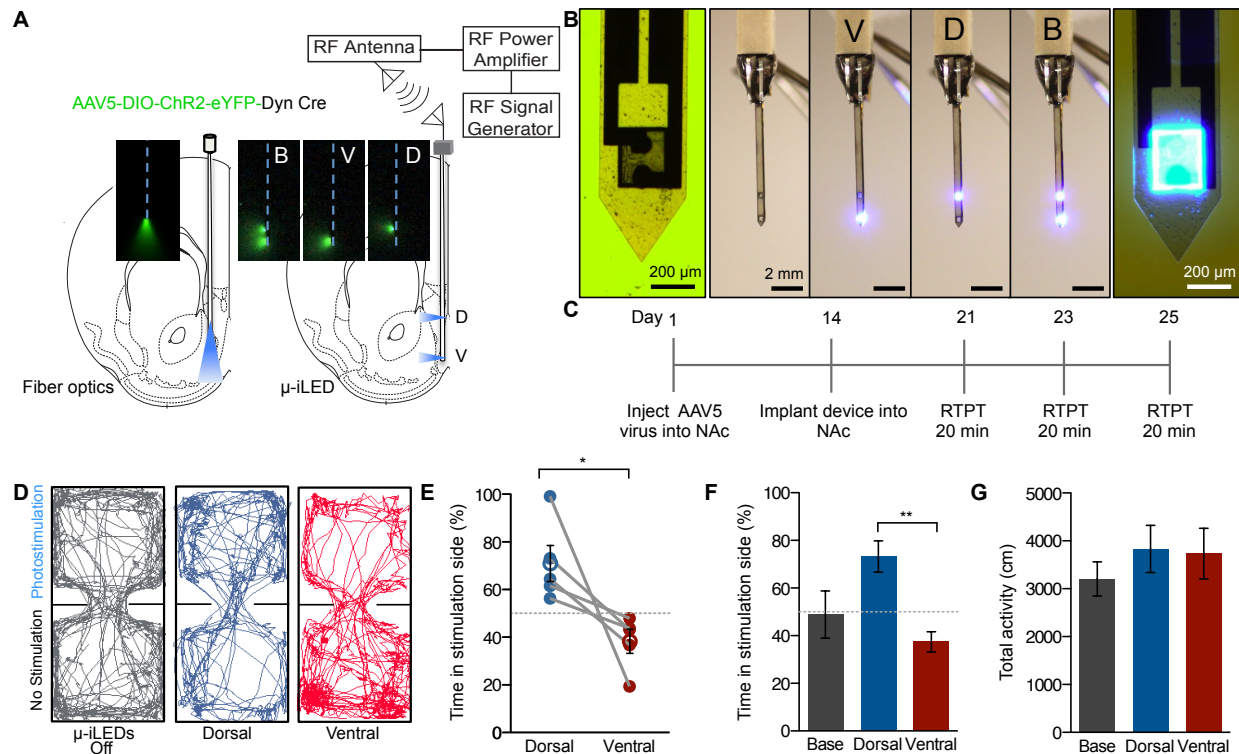 A
RF Antenna
RF Power
Amplifier
RF Signal
Generator
AAV5-DIO-ChR2-eYFP-Dyn Cre
B
V
D
D
V
Fiber optics
µ-iLED
B
V
D
B
200 µm
2 mm
200 µm
C
Day
1
14
21
23
25
Inject AAV5
virus into NAc
Implant device into
NAc
RTPT
20 min
RTPT
20 min
RTPT
20 min
D
Photostimulation
No Stimulation
µ-iLEDs
Off
Dorsal
Ventral
E
*
Time in stimulation side (%)
100
80
60
40
20
0
Dorsal
Ventral
F
**
Time in stimulation side (%)
100
80
60
40
20
0
Base
Dorsal
Ventral
G
Total activity (cm)
5000
4000
3000
2000
1000
0
Base
Dorsal
Ventral